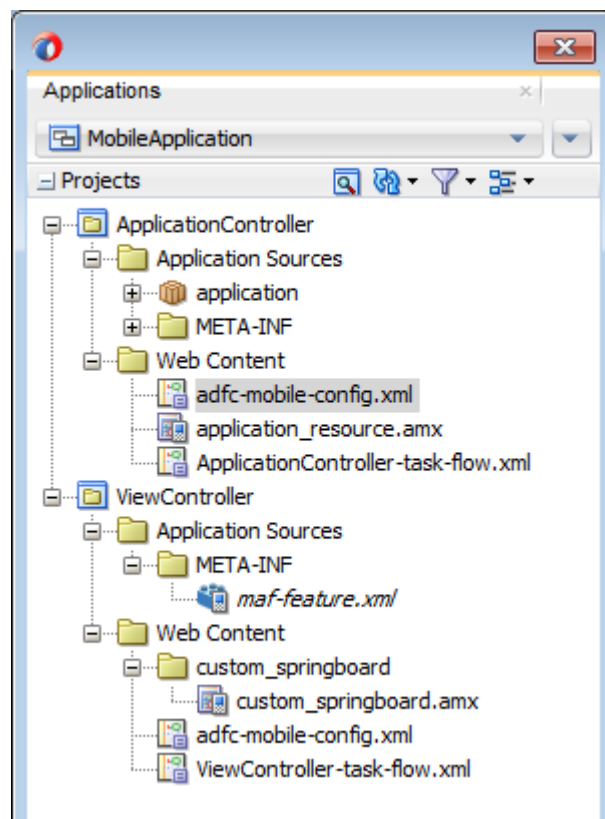 Applications
MobileApplication
Projects
ApplicationController
Application Sources
application
META-INF
Web Content
adfc-mobile-config.xml
application_resource.amx
ApplicationController-task-flow.xml
ViewController
Application Sources
META-INF
maf-feature.xml
Web Content
custom_springboard
custom_springboard.amx
adfc-mobile-config.xml
ViewController-task-flow.xml